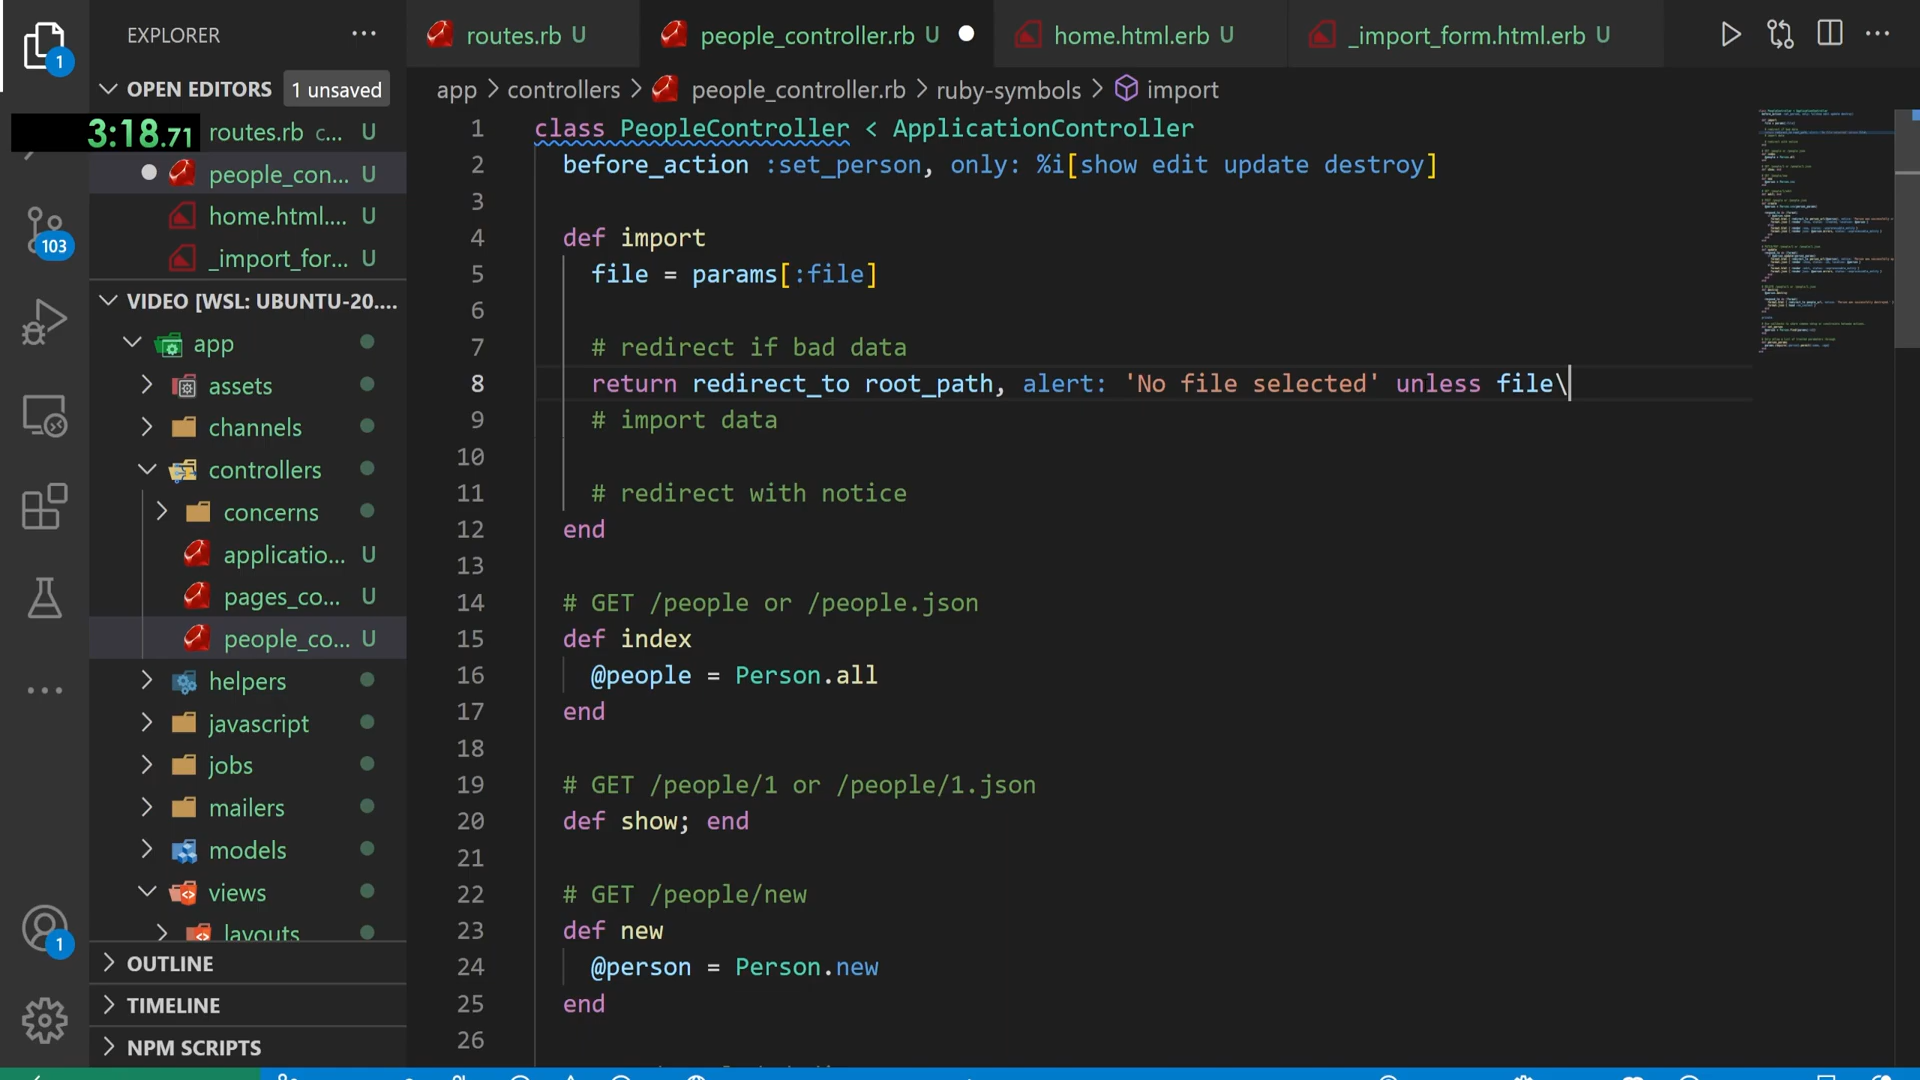 EXPLORER
routes.rb U
people_controller.rb U
home.html.erb U
_import_form.html.erb U
1
OPEN EDITORS
1 unsaved
app > controllers > people_controller.rb > ruby-symbols > import
3:18.71
routes.rb c... U
people_con... U
home.html.... U
_import_for... U
103
VIDEO [WSL: UBUNTU-20....
app
assets
channels
controllers
concerns
applicatio... U
pages_co... U
people_co... U
helpers
javascript
jobs
mailers
models
views
layouts
1
OUTLINE
TIMELINE
NPM SCRIPTS
1 class PeopleController < ApplicationController
2 before_action :set_person, only: %i[show edit update destroy]
3
4 def import
5 file = params[:file]
6
7 # redirect if bad data
8 return redirect_to root_path, alert: 'No file selected' unless file\
9 # import data
10
11 # redirect with notice
12 end
13
14 # GET /people or /people.json
15 def index
16 @people = Person.all
17 end
18
19 # GET /people/1 or /people/1.json
20 def show; end
21
22 # GET /people/new
23 def new
24 @person = Person.new
25 end
26